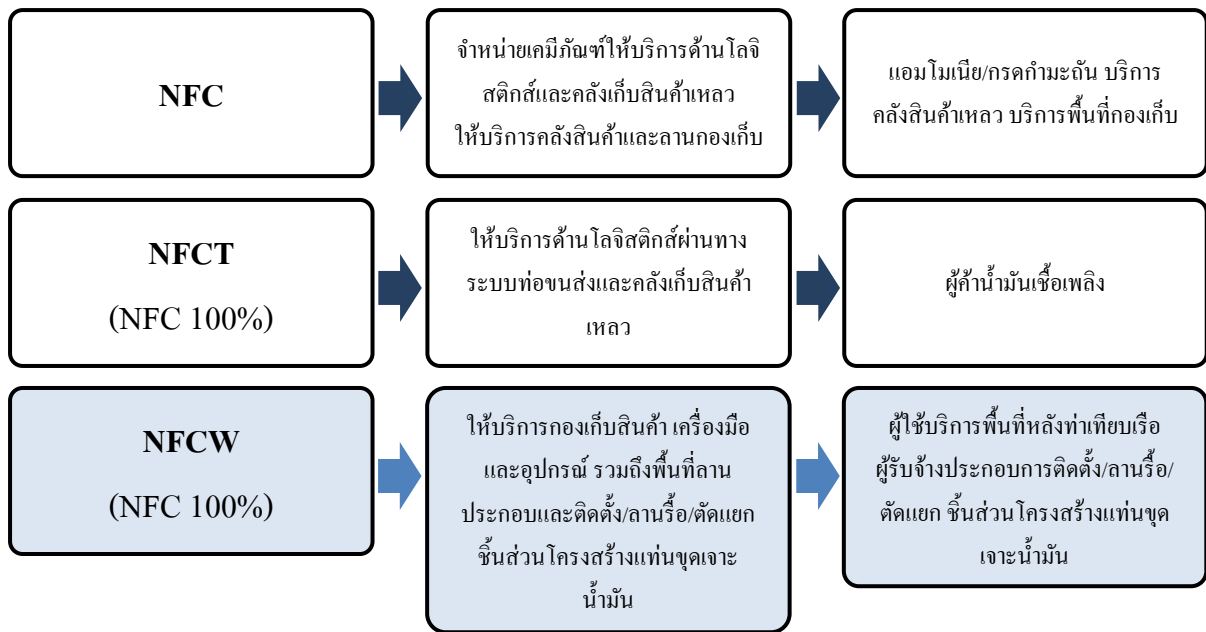 NFC
จำหน่ายเคมีภัณฑ์ให้บริการด้านโลจิ
สติกส์และคลังเก็บสินค้าเหลว
ให้บริการคลังสินค้าและลานกองเก็บ
แอมโมเนีย/กรดกำมะถัน บริการ
คลังสินค้าเหลว บริการพื้นที่กองเก็บ
NFCT
(NFC 100%)
ให้บริการด้านโลจิสติกส์ผ่านทาง
ระบบท่อขนส่งและคลังเก็บสินค้า
เหลว
ผู้ค้าน้ำมันเชื้อเพลิง
NFCW
(NFC 100%)
ให้บริการกองเก็บสินค้า เครื่องมือ
และอุปกรณ์ รวมถึงพื้นที่ลาน
ประกอบและติดตั้ง/ลานรื้อ/ตัดแยก
ชิ้นส่วนโครงสร้างแท่นขุดเจาะ
น้ำมัน
ผู้ใช้บริการพื้นที่หลังท่าเทียบเรือ
ผู้รับจ้างประกอบการติดตั้ง/ลานรื้อ/
ตัดแยก ชิ้นส่วนโครงสร้างแท่นขุด
เจาะน้ำมัน